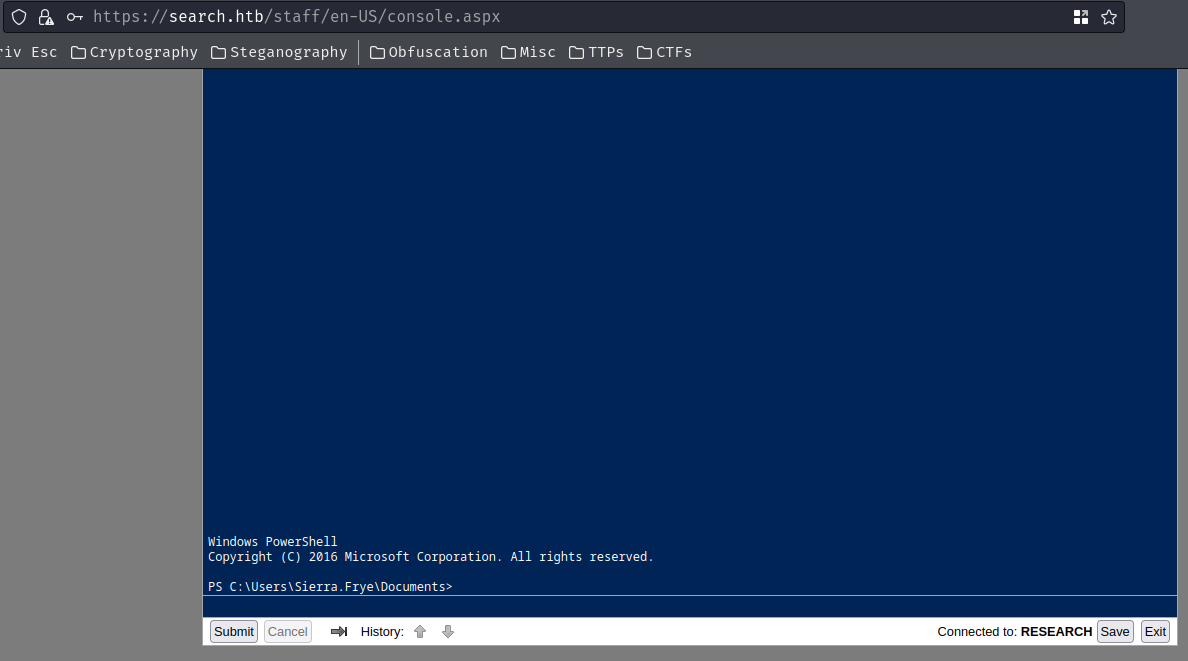 https://search.htb/staff/en-US/console.aspx
riv Esc Cryptography Steganography Obfuscation Misc TTPs CTFs
Windows PowerShell
Copyright (C) 2016 Microsoft Corporation. All rights reserved.
PS C:\Users\Sierra.Frye\Documents>
Submit Cancel History: Connected to: RESEARCH Save Exit